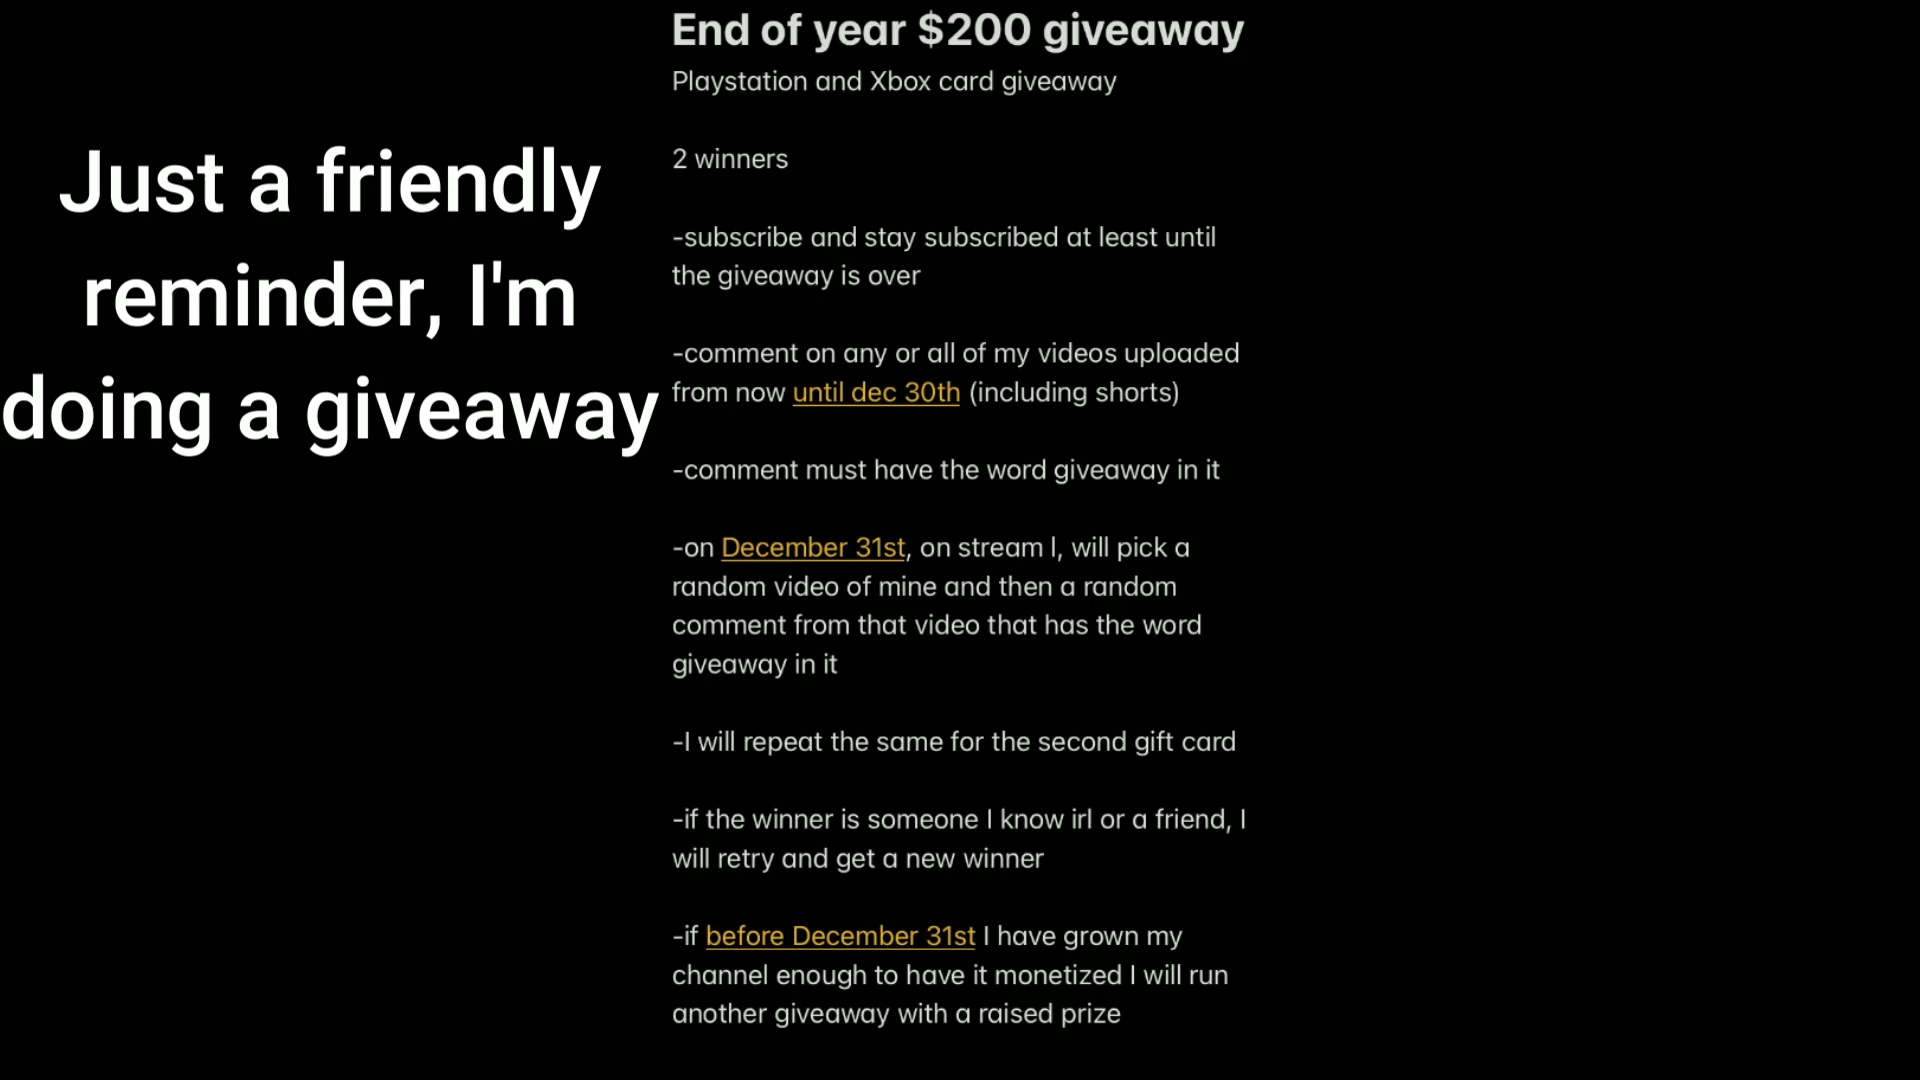 Just a friendly
reminder, I'm
doing a giveaway
End of year $200 giveaway
Playstation and Xbox card giveaway
2 winners
-subscribe and stay subscribed at least until
the giveaway is over
-comment on any or all of my videos uploaded
from now until dec 30th (including shorts)
-comment must have the word giveaway in it
-on December 31st, on stream I, will pick a
random video of mine and then a random
comment from that video that has the word
giveaway in it
-I will repeat the same for the second gift card
-if the winner is someone I know irl or a friend, I
will retry and get a new winner
-if before December 31st I have grown my
channel enough to have it monetized I will run
another giveaway with a raised prize